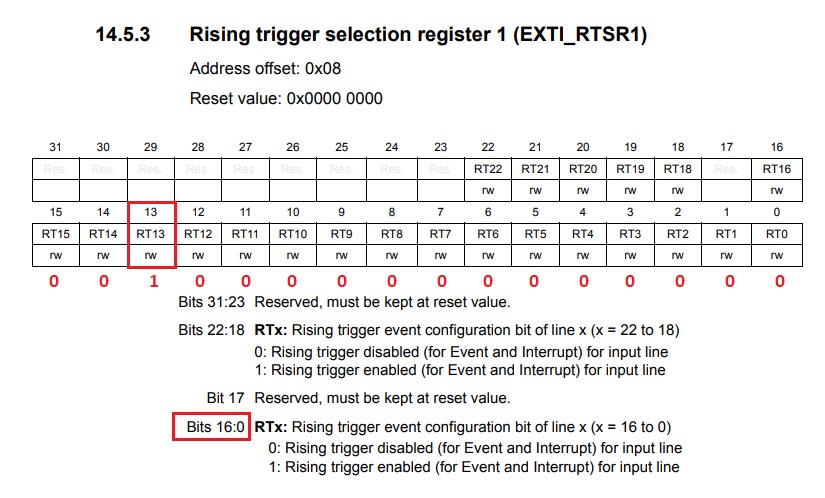 14.5.3 Rising trigger selection register 1 (EXTI_RTSR1)
Address offset: 0x08
Reset value: 0x0000 0000
31 30 29 28 27 26 25 24 23 22 21 20 19 18 17 16
Res. Res. Res. Res. Res. Res. Res. Res. Res. RT22 RT21 RT20 RT19 RT18 Res. RT16
rw rw rw rw rw rw
15 14 13 12 11 10 9 8 7 6 5 4 3 2 1 0
RT15 RT14 RT13 RT12 RT11 RT10 RT9 RT8 RT7 RT6 RT5 RT4 RT3 RT2 RT1 RT0
rw rw rw rw rw rw rw rw rw rw rw rw rw rw rw rw
0 0 1 0 0 0 0 0 0 0 0 0 0 0 0 0
Bits 31:23 Reserved, must be kept at reset value.
Bits 22:18 RTx: Rising trigger event configuration bit of line x (x = 22 to 18)
0: Rising trigger disabled (for Event and Interrupt) for input line
1: Rising trigger enabled (for Event and Interrupt) for input line
Bit 17 Reserved, must be kept at reset value.
Bits 16:0 RTx: Rising trigger event configuration bit of line x (x = 16 to 0)
0: Rising trigger disabled (for Event and Interrupt) for input line
1: Rising trigger enabled (for Event and Interrupt) for input line